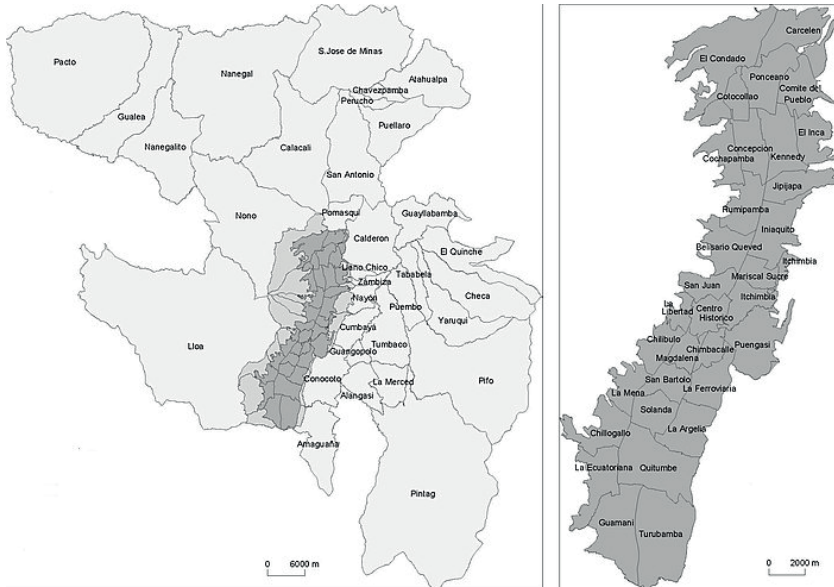 Pacto
Nanegal
S.Jose de Minas
Atahualpa
Chavezpamba
Perucho
Gualea
Puellaro
Nanegalito
Calacali
San Antonio
Nono
Pomasqui
Guayllabamba
Calderon
El Quinche
Llano Chico
Tababela
Zambiza
Checa
Nayon
Puembo
Yaruqui
Cumbaya
Lloa
Tumbaco
Guangopolo
Conocoto
La Merced
Pifo
Alangasi
Amaguaña
Pintag
0 6000 m
Carcelen
El Condado
Ponceano
Cotocollao
Comite del
Pueblo
El Inca
Concepcion
Cochapamba
Kennedy
Jipijapa
Rumipamba
Iniaquito
Belisario Queved
Itchimbia
Mariscal Sucre
San Juan
Itchimbia
La
Libertad
Centro
Historico
Puengasi
Chilibulo
Chimbacalle
Magdalena
San Bartolo
La Ferroviaria
La Mena
Solanda
La Argelia
Chillogallo
La Ecuatoriana
Quitumbe
Guamani
Turubamba
0 2000 m